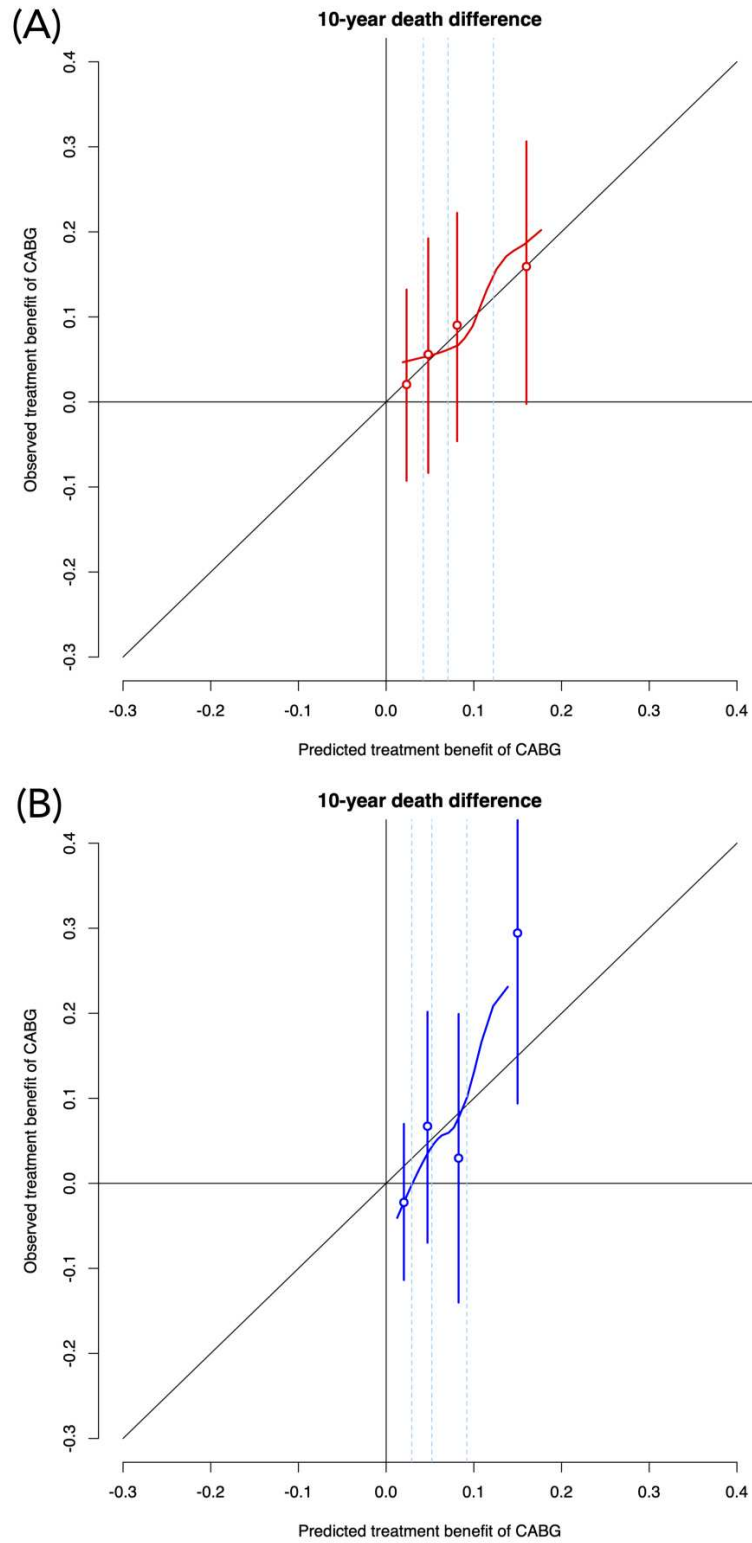 (A)
10-year death difference
0.4
0.3
0.2
0.1
0.0
-0.1
-0.2
-0.3
Observed treatment benefit of CABG
-0.3 -0.2 -0.1 0.0 0.1 0.2 0.3 0.4
Predicted treatment benefit of CABG
(B)
10-year death difference
0.4
0.3
0.2
0.1
0.0
-0.1
-0.2
-0.3
Observed treatment benefit of CABG
-0.3 -0.2 -0.1 0.0 0.1 0.2 0.3 0.4
Predicted treatment benefit of CABG